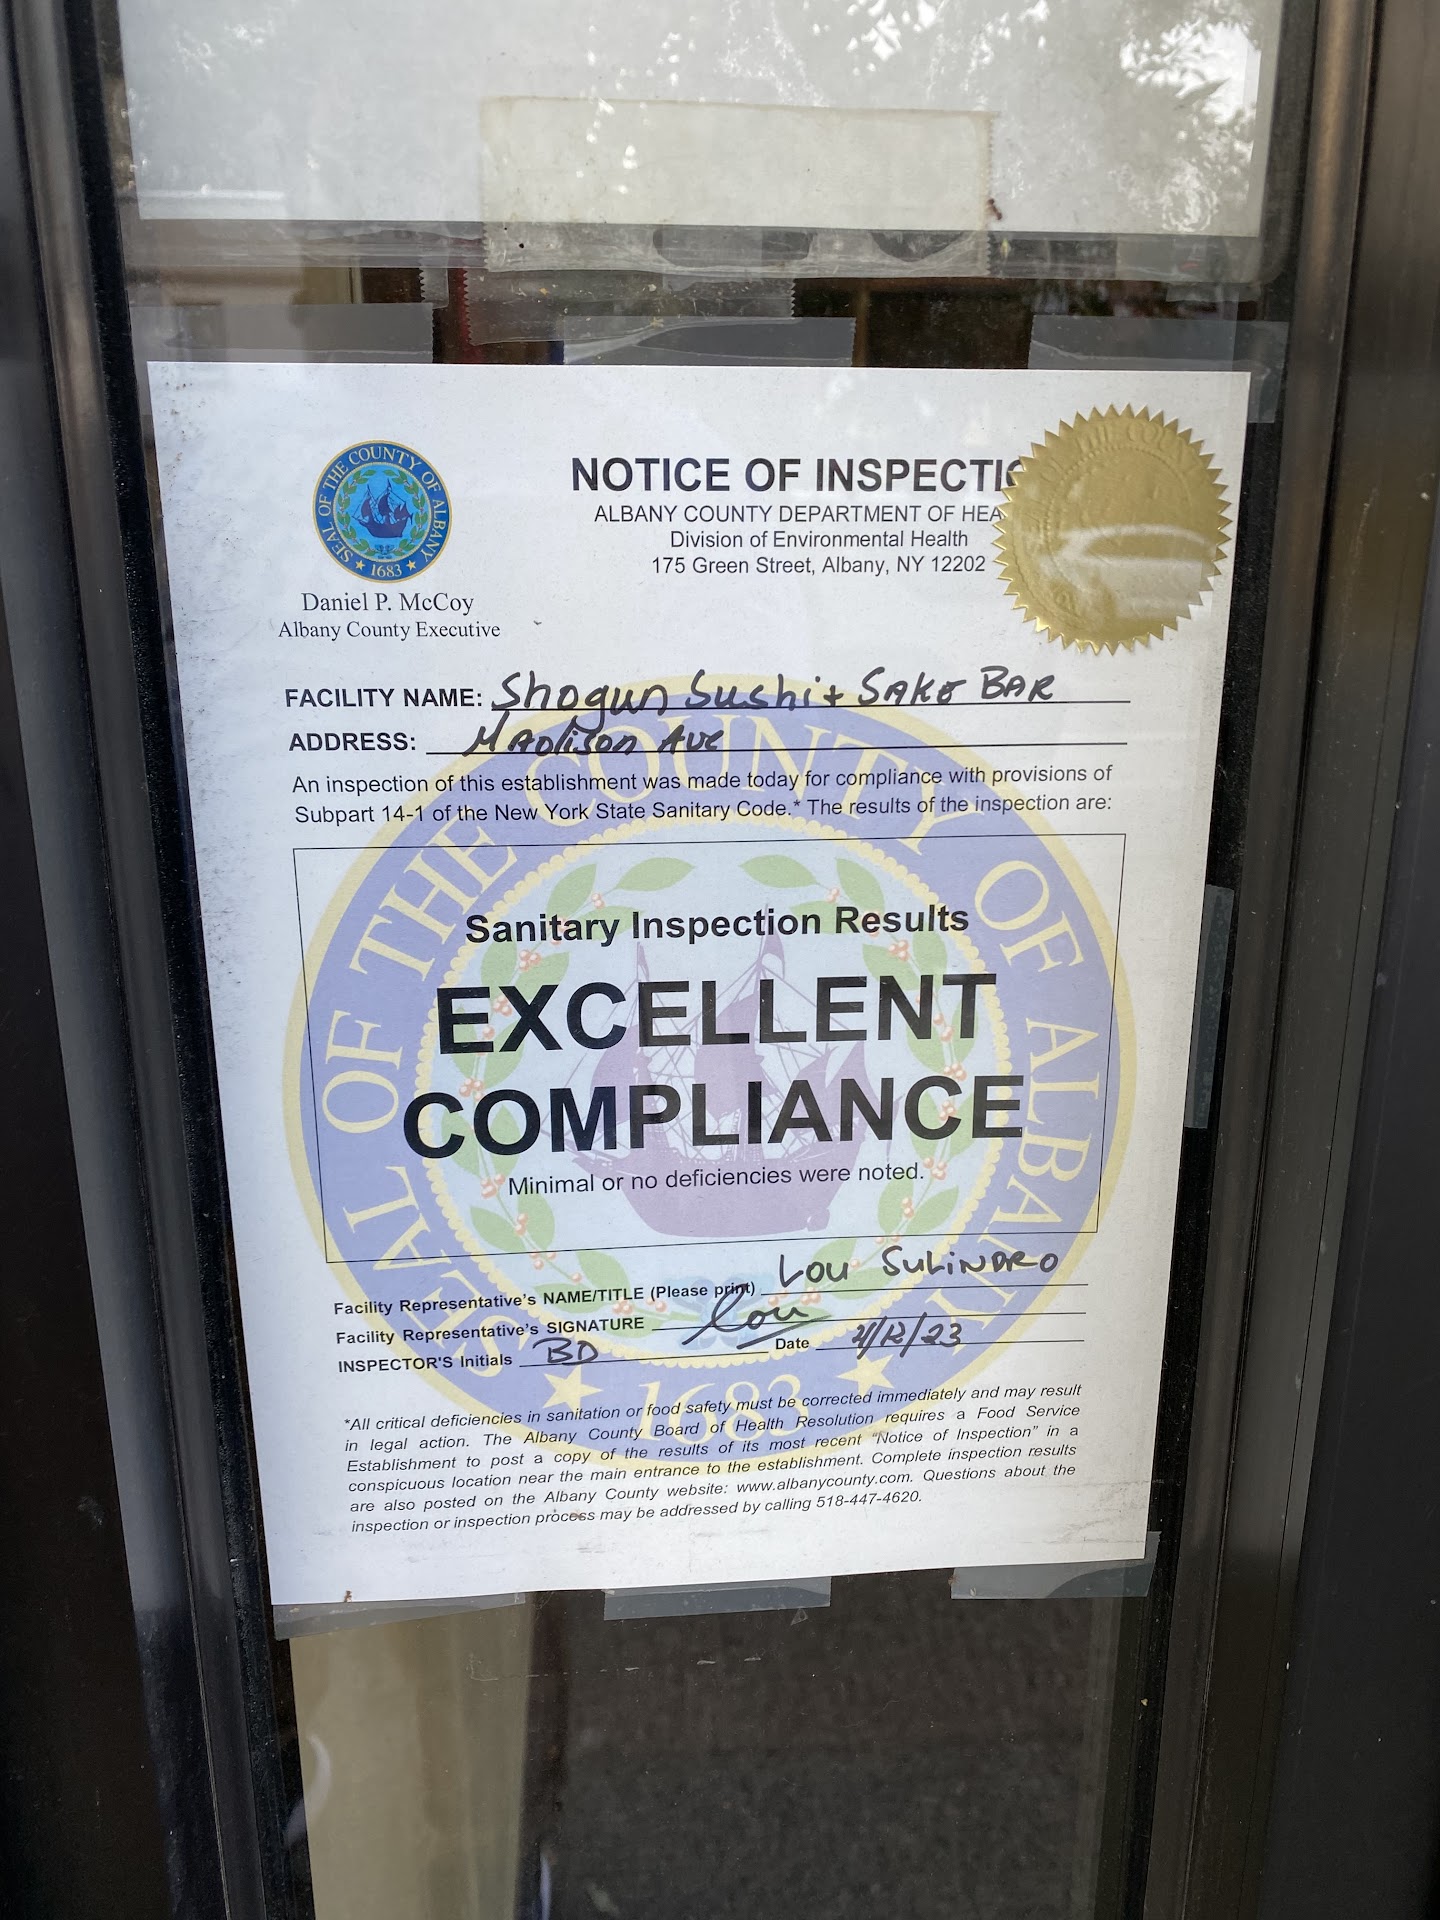 SEAL OF THE COUNTY OF ALBANY
1683
Daniel P. McCoy
Albany County Executive
NOTICE OF INSPECTIO
ALBANY COUNTY DEPARTMENT OF HEA
Division of Environmental Health
175 Green Street, Albany, NY 12202
FACILITY NAME: Shogun Sushi + SAKE BAR
ADDRESS: MADison Ave
An inspection of this establishment was made today for compliance with provisions of
Subpart 14-1 of the New York State Sanitary Code.* The results of the inspection are:
SEAL OF THE COUNTY OF ALBANY
1683
Sanitary Inspection Results
EXCELLENT
COMPLIANCE
Minimal or no deficiencies were noted.
Facility Representative's NAME/TITLE (Please print) LOU SULiNDRO
Facility Representative's SIGNATURE Lou
INSPECTOR'S Initials BD Date 4/12/23
*All critical deficiencies in sanitation or food safety must be corrected immediately and may result
in legal action. The Albany County Board of Health Resolution requires a Food Service
Establishment to post a copy of the results of its most recent "Notice of Inspection" in a
conspicuous location near the main entrance to the establishment. Complete inspection results
are also posted on the Albany County website: www.albanycounty.com. Questions about the
inspection or inspection process may be addressed by calling 518-447-4620.